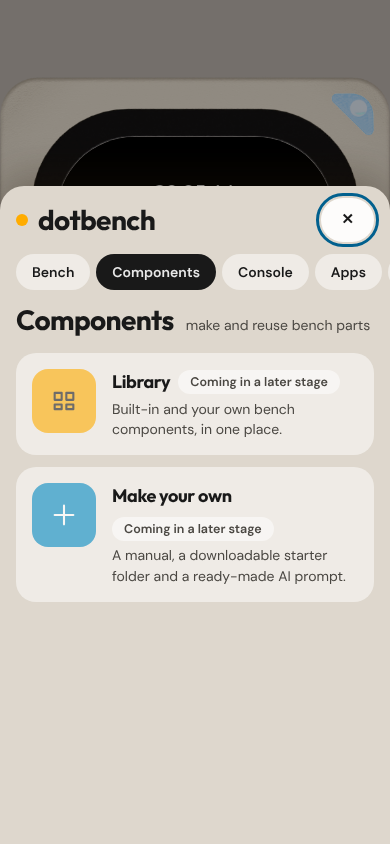 dotbench
×
Bench Components Console Apps
Components make and reuse bench parts
Library Coming in a later stage
Built-in and your own bench
components, in one place.
Make your own
Coming in a later stage
A manual, a downloadable starter
folder and a ready-made AI prompt.